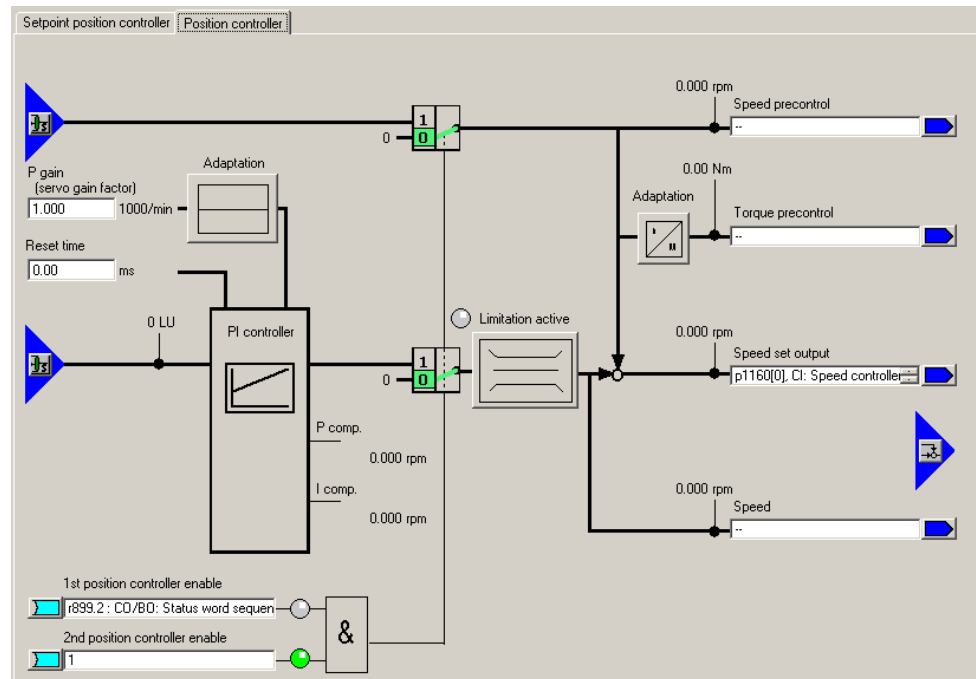 Setpoint position controller Position controller
0.000 rpm
Speed precontrol
1
0 0
--
P gain
(servo gain factor)
Adaptation
0.00 Nm
1.000 1000/min
Adaptation
Torque precontrol
--
Reset time
0.00 ms
0 LU
PI controller
Limitation active
0.000 rpm
Speed set output
1
0 0
p1160[0], CI: Speed controller
P comp.
0.000 rpm
I comp.
0.000 rpm
0.000 rpm
Speed
--
1st position controller enable
r899.2 : CO/BO: Status word sequen
&
2nd position controller enable
1